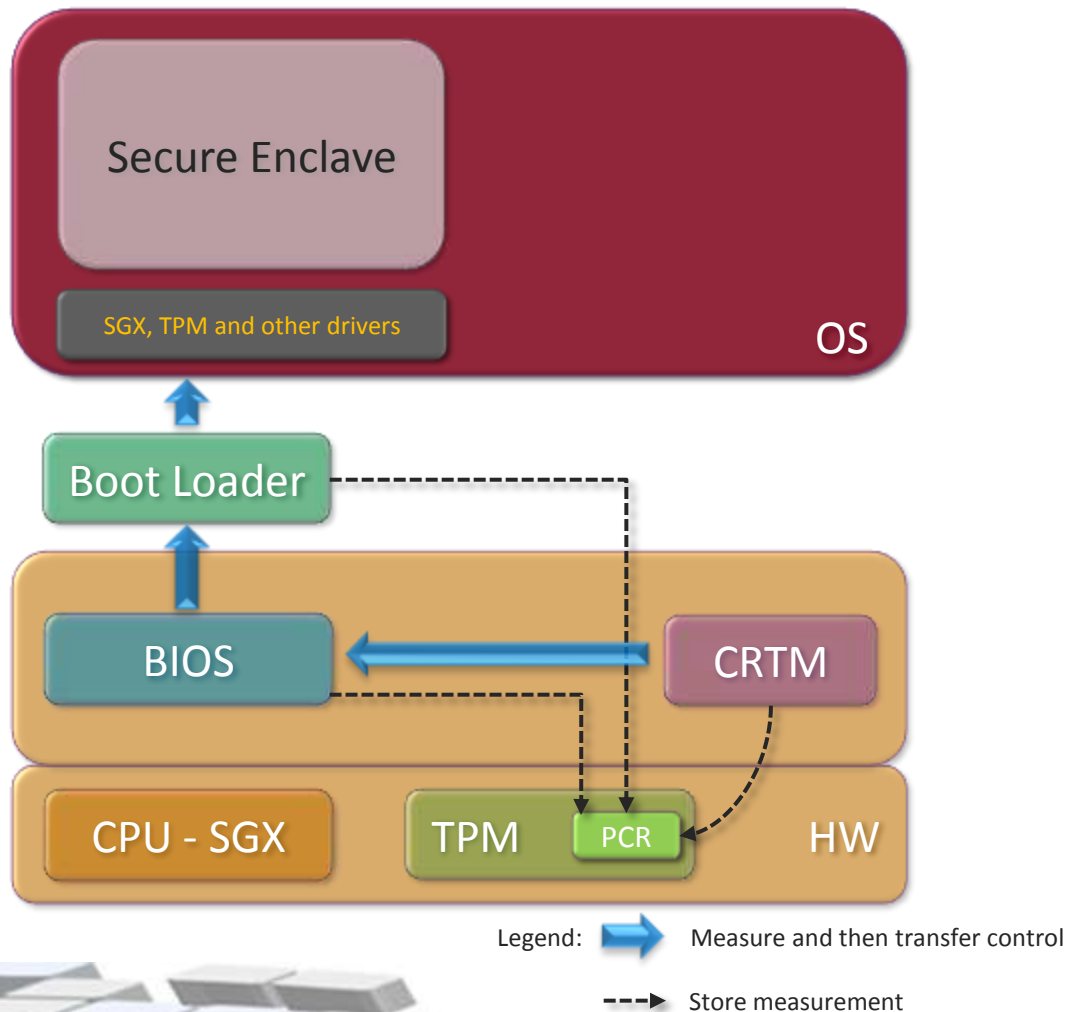 Secure Enclave
SGX, TPM and other drivers
OS
Boot Loader
BIOS
CRTM
CPU - SGX
TPM
PCR
HW
Legend:
Measure and then transfer control
Store measurement